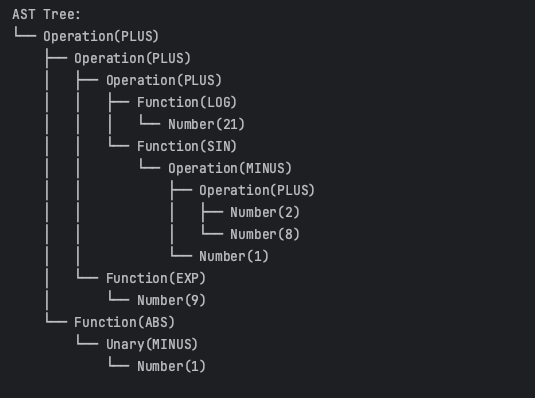 AST Tree:
└── Operation(PLUS)
    ├── Operation(PLUS)
    │   ├── Operation(PLUS)
    │   │   ├── Function(LOG)
    │   │   │   └── Number(21)
    │   │   └── Function(SIN)
    │   │       └── Operation(MINUS)
    │   │           ├── Operation(PLUS)
    │   │           │   ├── Number(2)
    │   │           │   └── Number(8)
    │   │           └── Number(1)
    │   └── Function(EXP)
    │       └── Number(9)
    └── Function(ABS)
        └── Unary(MINUS)
            └── Number(1)